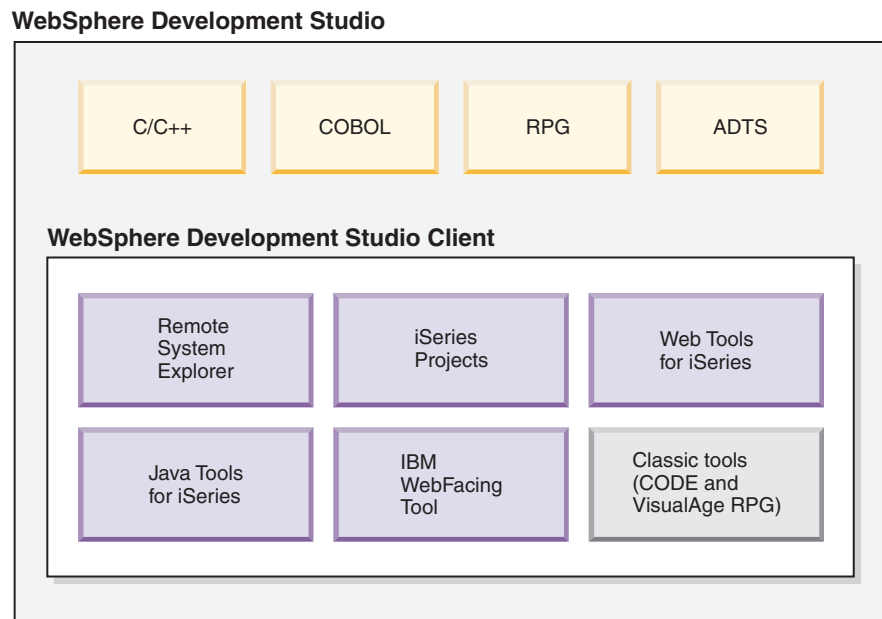 WebSphere Development Studio
C/C++
COBOL
RPG
ADTS
WebSphere Development Studio Client
Remote
System
Explorer
iSeries
Projects
Web Tools
for iSeries
Java Tools
for iSeries
IBM
WebFacing
Tool
Classic tools
(CODE and
VisualAge RPG)